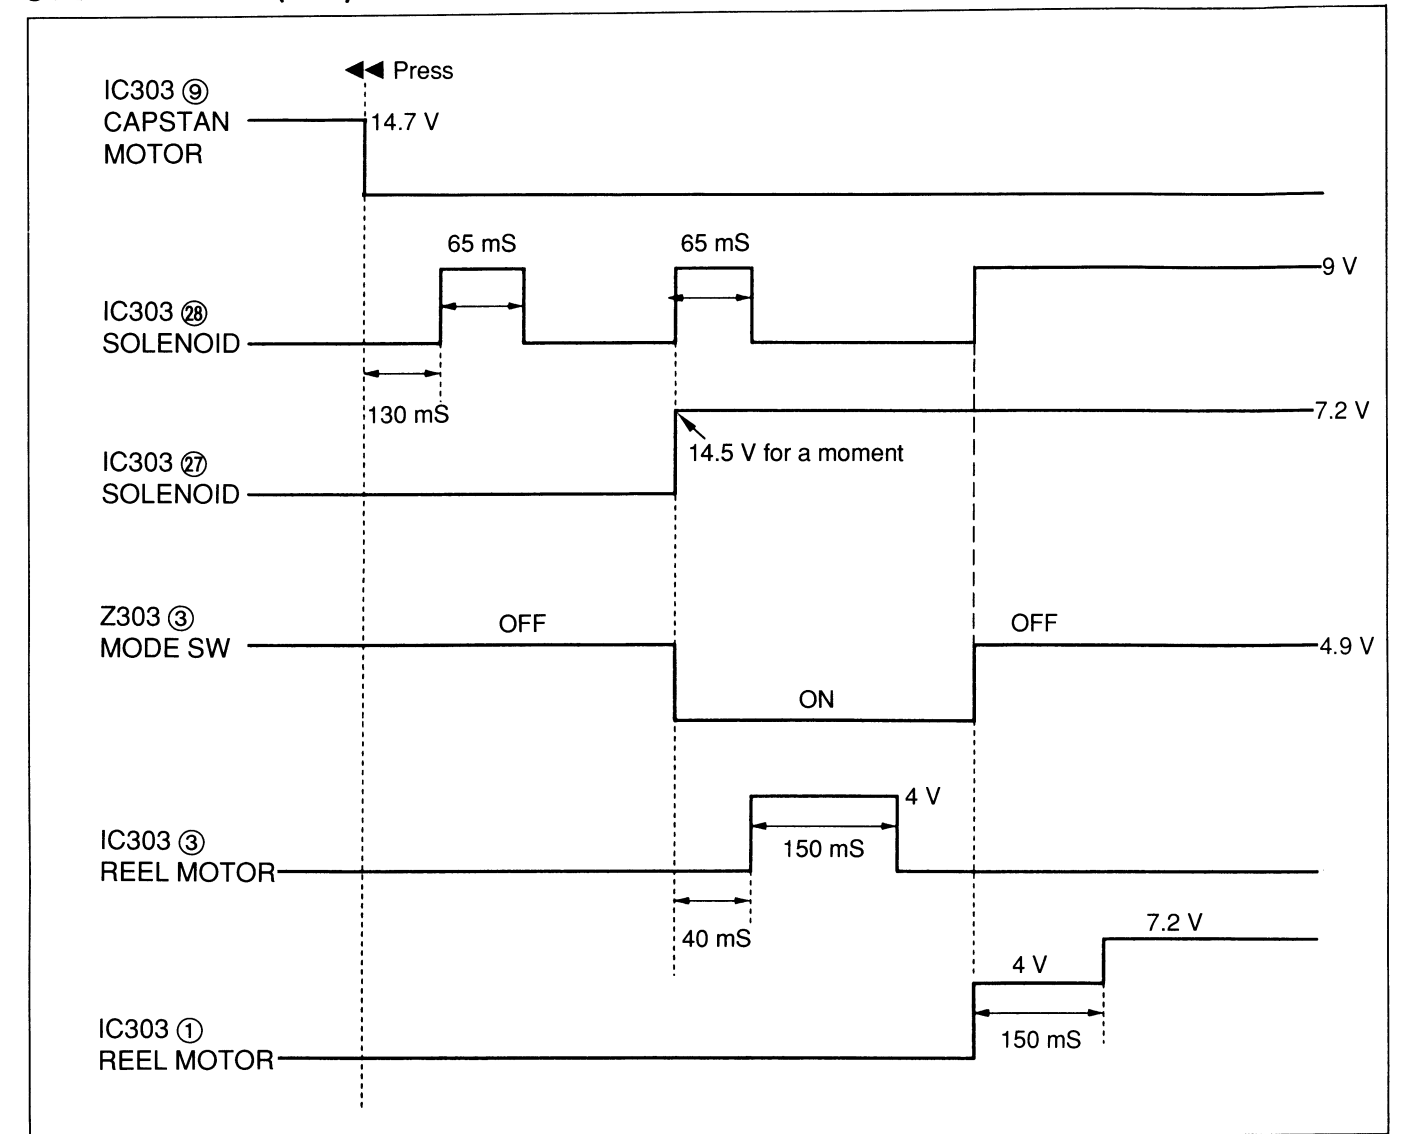 ◀◀ Press
IC303 ⑨
CAPSTAN
MOTOR
14.7 V
65 mS
65 mS
9 V
IC303 ㉘
SOLENOID
130 mS
7.2 V
14.5 V for a moment
IC303 ㉗
SOLENOID
Z303 ③
MODE SW
OFF
OFF
4.9 V
ON
4 V
IC303 ③
REEL MOTOR
150 mS
40 mS
7.2 V
4 V
IC303 ①
REEL MOTOR
150 mS